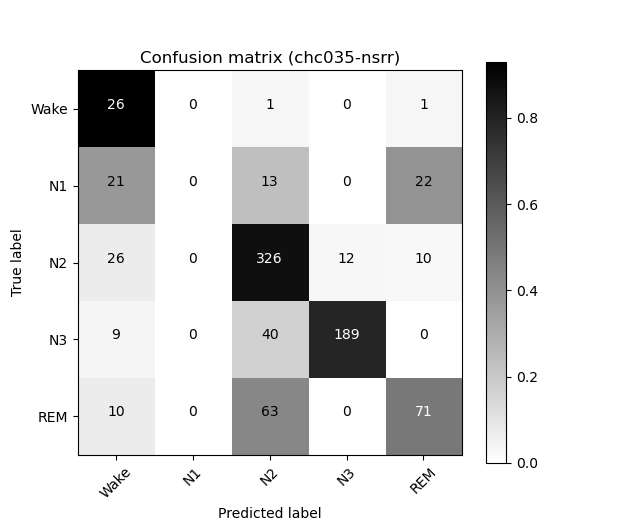 Confusion matrix (chc035-nsrr)
True label
Wake 26 0 1 0 1
N1 21 0 13 0 22
N2 26 0 326 12 10
N3 9 0 40 189 0
REM 10 0 63 0 71
Wake N1 N2 N3 REM
Predicted label
0.8
0.6
0.4
0.2
0.0